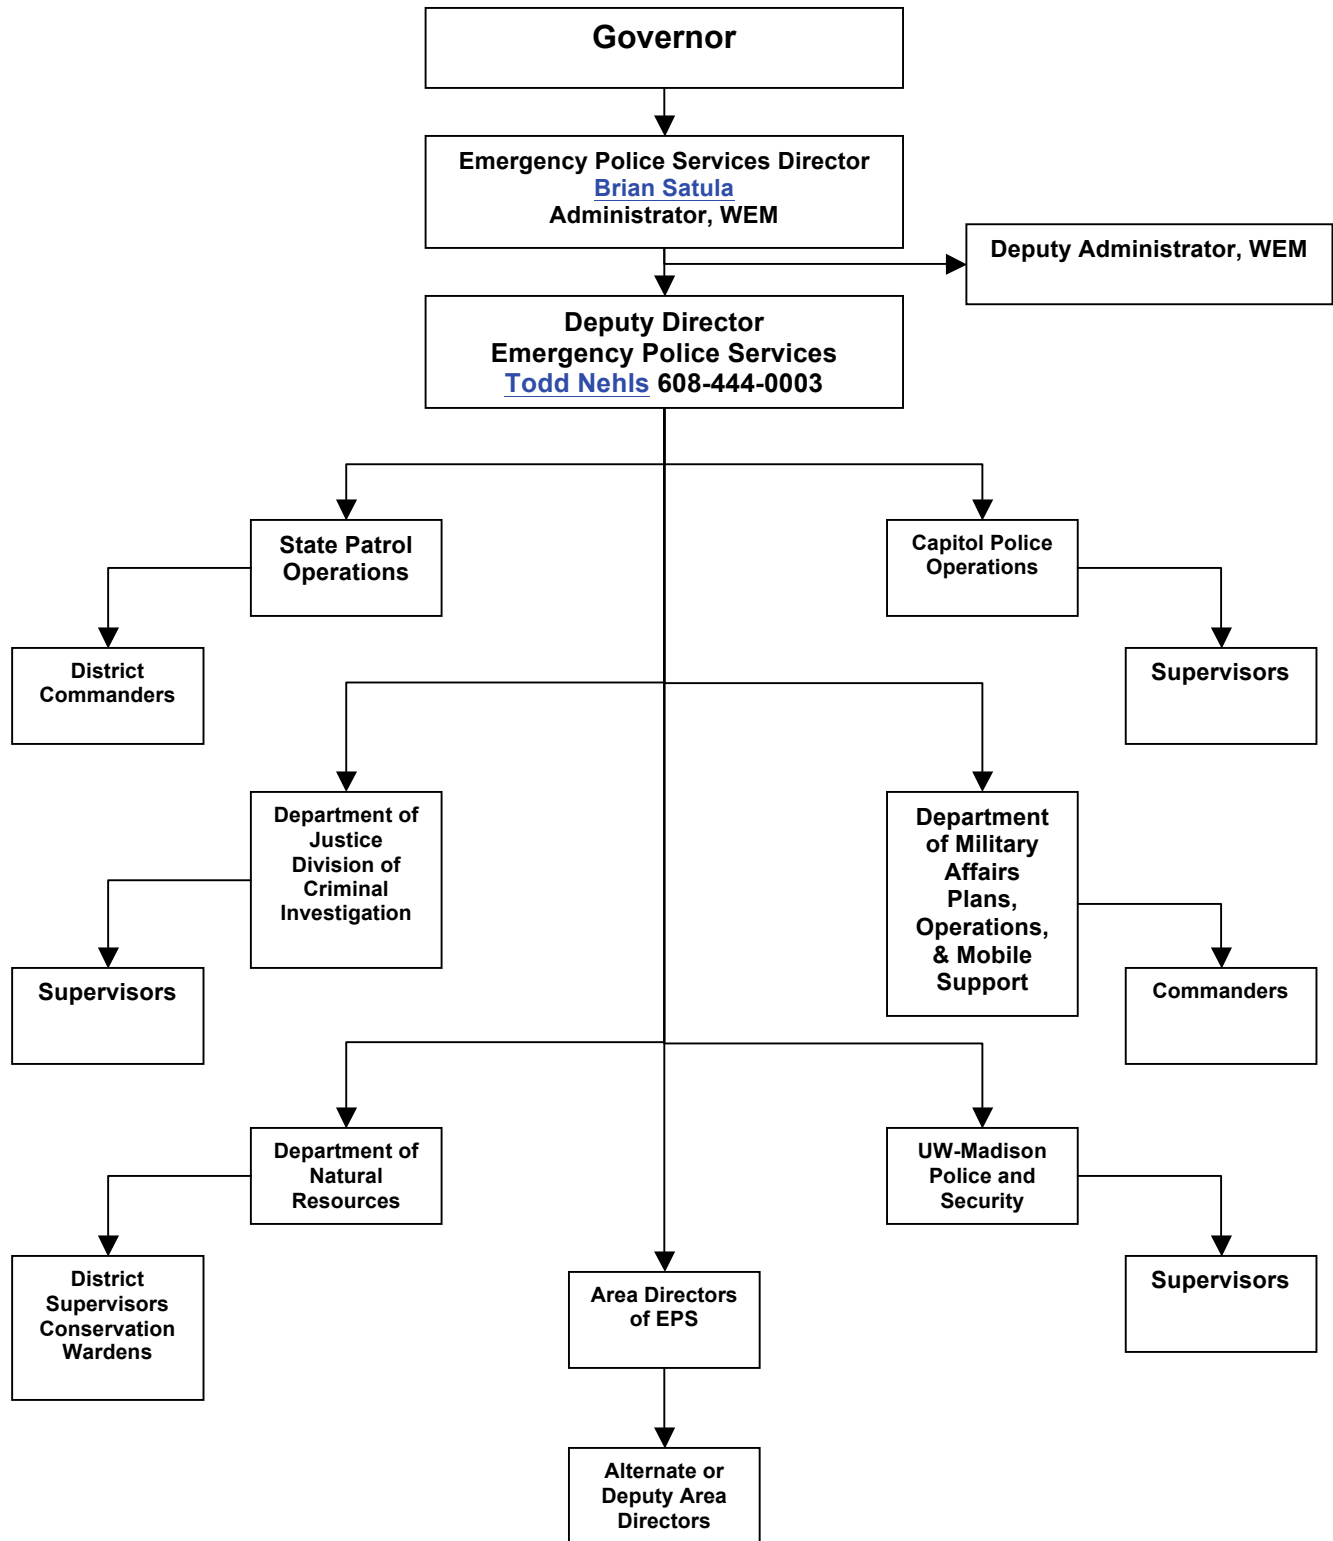 Governor
Emergency Police Services Director
Brian Satula
Administrator, WEM
Deputy Administrator, WEM
Deputy Director
Emergency Police Services
Todd Nehls 608-444-0003
State Patrol
Operations
Capitol Police
Operations
District
Commanders
Supervisors
Department of
Justice
Division of
Criminal
Investigation
Department
of Military
Affairs
Plans,
Operations,
& Mobile
Support
Supervisors
Commanders
Department of
Natural
Resources
UW-Madison
Police and
Security
District
Supervisors
Conservation
Wardens
Area Directors
of EPS
Supervisors
Alternate or
Deputy Area
Directors